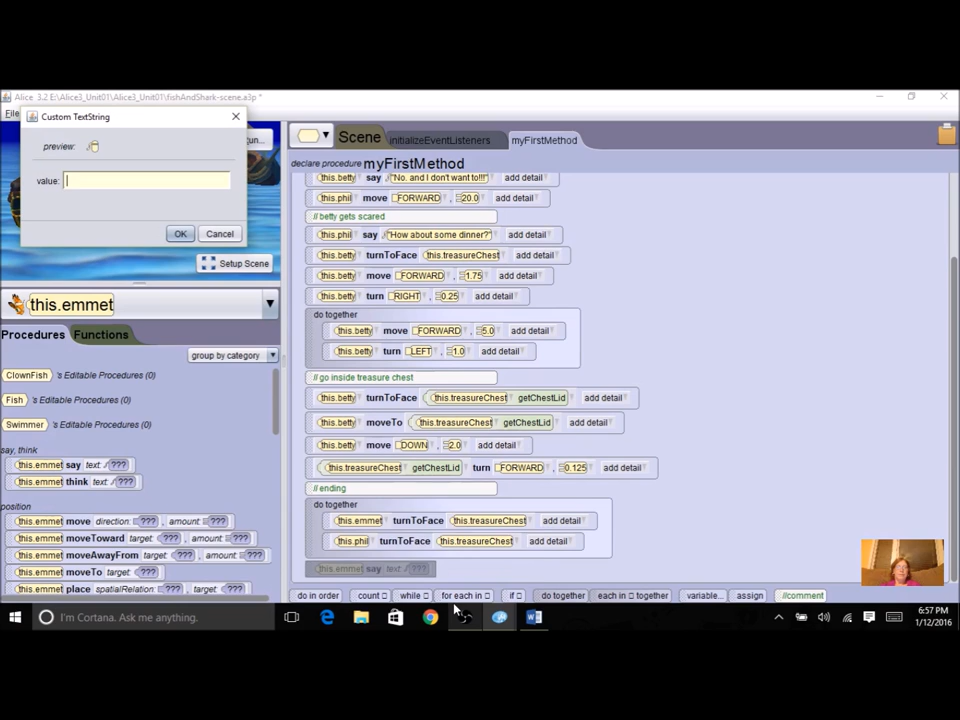 Alice 3.2 E:\Alice3_Unit01\Alice3_Unit01\fishAndShark-scene.a3p *
File
Custom TextString
preview:
value:
OK Cancel
un...
Setup Scene
this.emmet
Procedures Functions
group by category
ClownFish 's Editable Procedures (0)
Fish 's Editable Procedures (0)
Swimmer 's Editable Procedures (0)
say, think
this.emmet say text: ???
this.emmet think text: ???
position
this.emmet move direction: ??? , amount: ???
this.emmet moveToward target: ??? , amount: ???
this.emmet moveAwayFrom target: ??? , amount: ???
this.emmet moveTo target: ???
this.emmet place spatialRelation: ??? , target: ???
Scene initializeEventListeners myFirstMethod
declare procedure myFirstMethod
this.betty say "No. and I don't want to!!!" add detail
this.phil move FORWARD , 20.0 add detail
// betty gets scared
this.phil say "How about some dinner?" add detail
this.betty turnToFace this.treasureChest add detail
this.betty move FORWARD , 1.75 add detail
this.betty turn RIGHT , 0.25 add detail
do together
this.betty move FORWARD , 5.0 add detail
this.betty turn LEFT , 1.0 add detail
// go inside treasure chest
this.betty turnToFace this.treasureChest getChestLid add detail
this.betty moveTo this.treasureChest getChestLid add detail
this.betty move DOWN , 2.0 add detail
this.treasureChest getChestLid turn FORWARD , 0.125 add detail
// ending
do together
this.emmet turnToFace this.treasureChest add detail
this.phil turnToFace this.treasureChest add detail
this.emmet say text: ???
do in order count while for each in if do together each in together variable... assign //comment
I'm Cortana. Ask me anything.
6:57 PM
1/12/2016